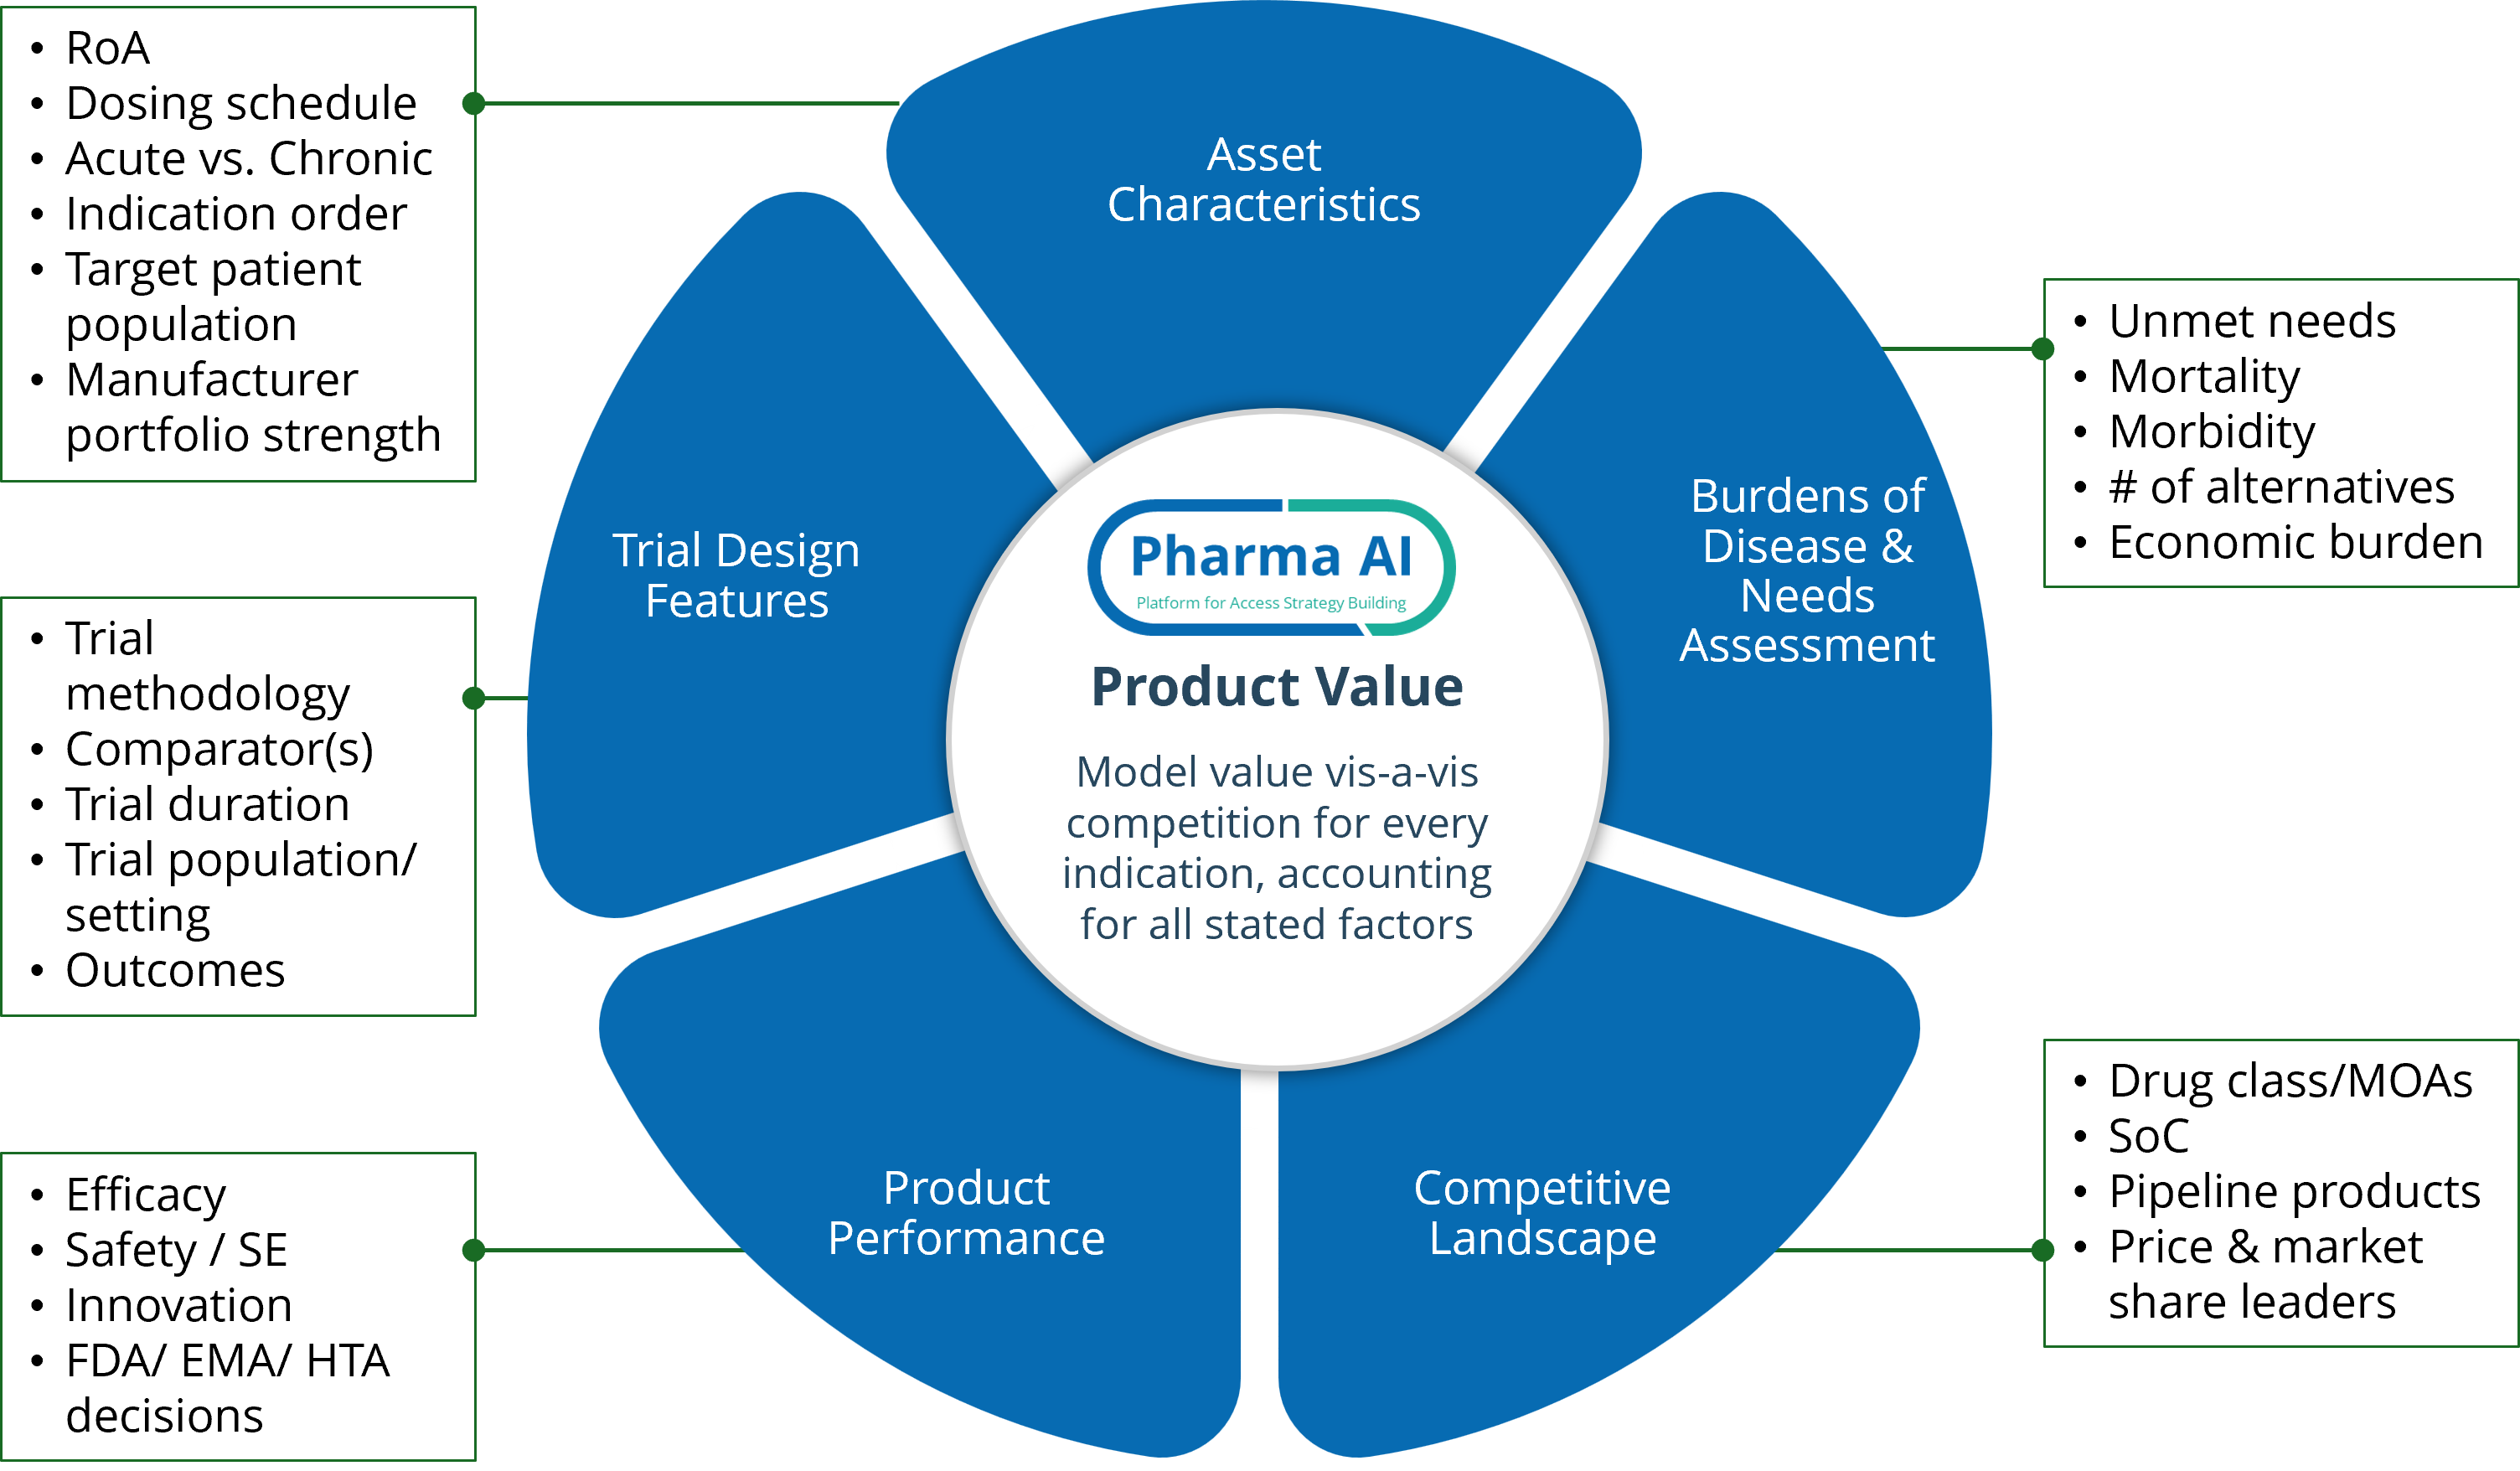 • RoA
• Dosing schedule
• Acute vs. Chronic
• Indication order
• Target patient
population
• Manufacturer
portfolio strength
Asset
Characteristics
• Unmet needs
• Mortality
• Morbidity
• # of alternatives
• Economic burden
Burdens of
Disease &
Needs
Assessment
Trial Design
Features
• Trial
methodology
• Comparator(s)
• Trial duration
• Trial population/
setting
• Outcomes
Pharma AI
Platform for Access Strategy Building
Product Value
Model value vis-a-vis
competition for every
indication, accounting
for all stated factors
Product
Performance
• Efficacy
• Safety / SE
• Innovation
• FDA/ EMA/ HTA
decisions
Competitive
Landscape
• Drug class/MOAs
• SoC
• Pipeline products
• Price & market
share leaders